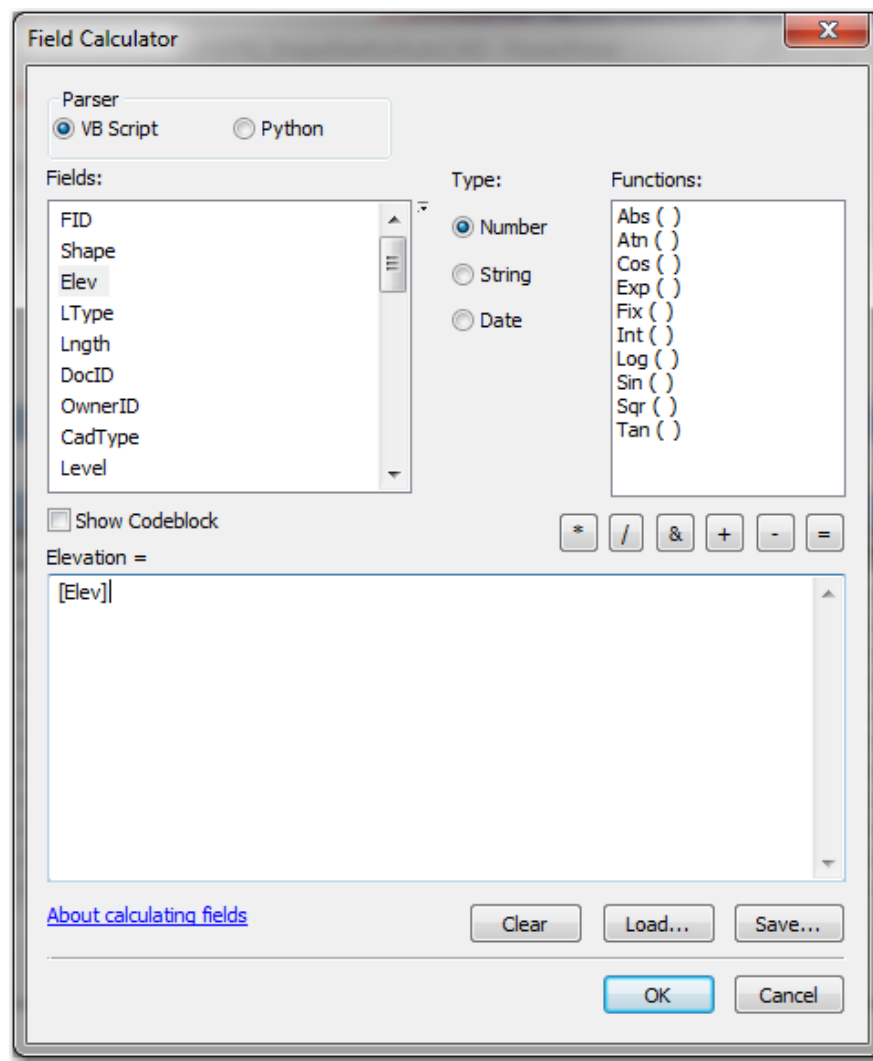 Field Calculator
Parser
VB Script Python
Fields: Type: Functions:
FID
Shape
Elev
LType
Lngth
DocID
OwnerID
CadType
Level
Number
String
Date
Abs ( )
Atn ( )
Cos ( )
Exp ( )
Fix ( )
Int ( )
Log ( )
Sin ( )
Sqr ( )
Tan ( )
Show Codeblock * / & + - =
Elevation =
[Elev]
About calculating fields Clear Load... Save...
OK Cancel